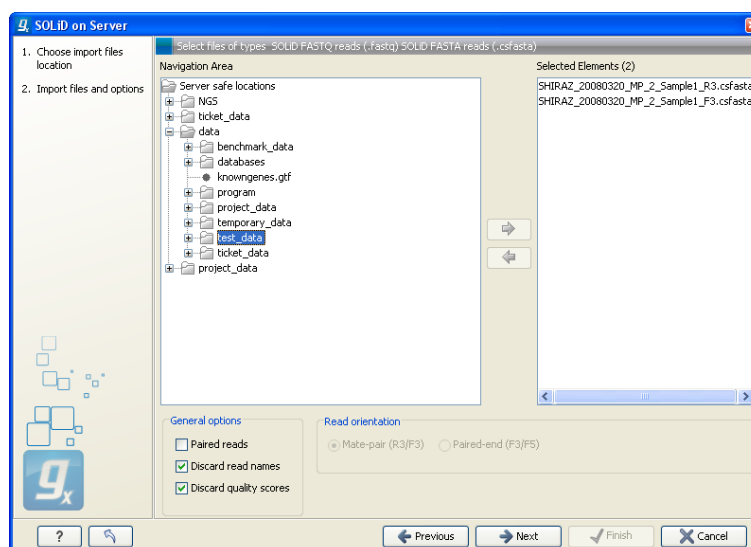 SOLiD on Server
1. Choose import files location
2. Import files and options
Select files of types SOLiD FASTQ reads (.fastq) SOLiD FASTA reads (.csfasta)
Navigation Area
Server safe locations
NGS
ticket_data
data
benchmark_data
databases
knowngenes.gtf
program
project_data
temporary_data
test_data
ticket_data
project_data
Selected Elements (2)
SHIRAZ_20080320_MP_2_Sample1_R3.csfasta
SHIRAZ_20080320_MP_2_Sample1_F3.csfasta
General options
Paired reads
Discard read names
Discard quality scores
Read orientation
Mate-pair (R3/F3)
Paired-end (F3/F5)
gx
?
Previous
Next
Finish
Cancel